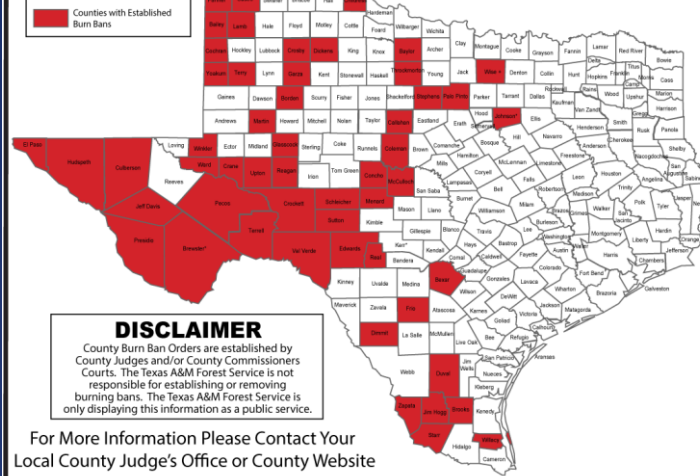 Counties with Established
Burn Bans
Hardeman
Bailey Lamb Hale Floyd Motley Cottle Foard Wilbarger Wichita
Clay Montague Cooke Grayson Fannin Lamar Red River Bowie
Cochran Hockley Lubbock Crosby Dickens King Knox Baylor Archer
Delta Titus
Yoakum Terry Lynn Garza Kent Stonewall Haskell Throckmorton Young Jack Wise * Denton Collin Hunt Hopkins Franklin Morris Cass
Rockwall Rains Wood Upshur Marion
Gaines Dawson Borden Scurry Fisher Jones Shackelford Stephens Palo Pinto Parker Tarrant Dallas Kaufman Van Zandt Gregg Harrison
Andrews Martin Howard Mitchell Nolan Taylor Callahan Eastland Erath Hood Somervell Johnson* Ellis Henderson Smith Rusk Panola
El Paso Hudspeth Culberson Loving Winkler Ector Midland Glasscock Sterling Coke Runnels Coleman Brown Comanche Bosque Hill Navarro Anderson Cherokee Shelby
Reeves Ward Crane Upton Reagan Irion Tom Green Concho McCulloch Mills Hamilton McLennan Limestone Freestone* Nacogdoches San Augustine Sabine
San Saba Lampasas Coryell Bell Falls Robertson Leon Houston Angelina
Jeff Davis Pecos Crockett Schleicher Menard Mason Llano Burnet Williamson Milam Brazos Madison Trinity Polk Tyler Jasper
Presidio Brewster* Terrell Sutton Kimble Gillespie Blanco Travis Burleson Grimes Walker San Jacinto
Val Verde Edwards Real Kerr* Kendall Hays Bastrop Lee Washington Montgomery Liberty Hardin Orange
Bandera Comal Caldwell Fayette Austin Waller Harris Chambers Jefferson
Kinney Uvalde Medina Bexar Guadalupe Gonzales Colorado Fort Bend Galveston
Maverick Zavala Frio Atascosa Wilson Karnes DeWitt Lavaca Wharton Brazoria
Jackson Matagorda
Dimmit La Salle McMullen Live Oak Bee Goliad Victoria Calhoun
Refugio
Webb Duval Jim Wells San Patricio Aransas
Nueces
Kleberg
Zapata Jim Hogg Brooks Kenedy
Starr Hidalgo Willacy
Cameron
DISCLAIMER
County Burn Ban Orders are established by
County Judges and/or County Commissioners
Courts. The Texas A&M Forest Service is not
responsible for establishing or removing
burning bans. The Texas A&M Forest Service is
only displaying this information as a public service.
For More Information Please Contact Your
Local County Judge's Office or County Website